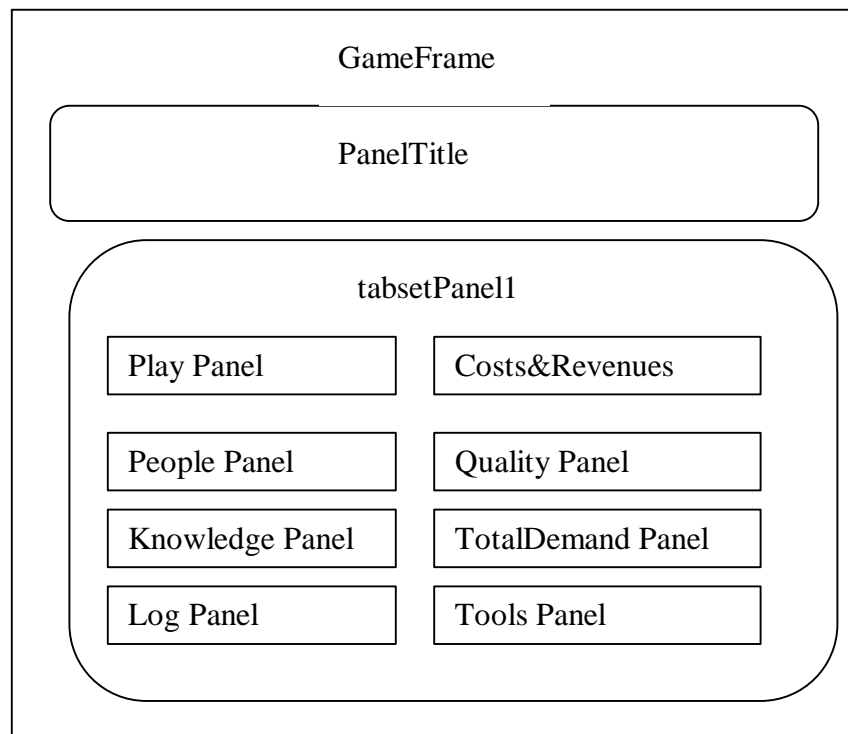 GameFrame
PanelTitle
tabsetPanel1
Play Panel
Costs&Revenues
People Panel
Quality Panel
Knowledge Panel
TotalDemand Panel
Log Panel
Tools Panel